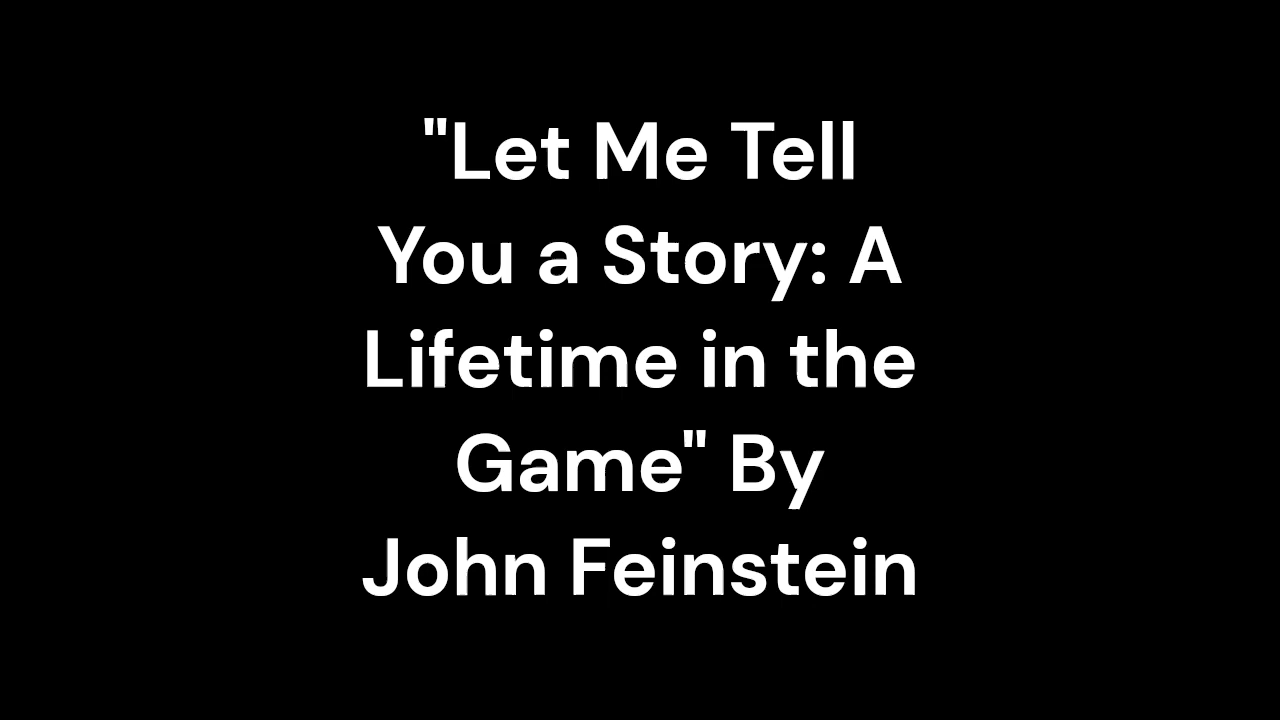 "Let Me Tell
You a Story: A
Lifetime in the
Game" By
John Feinstein